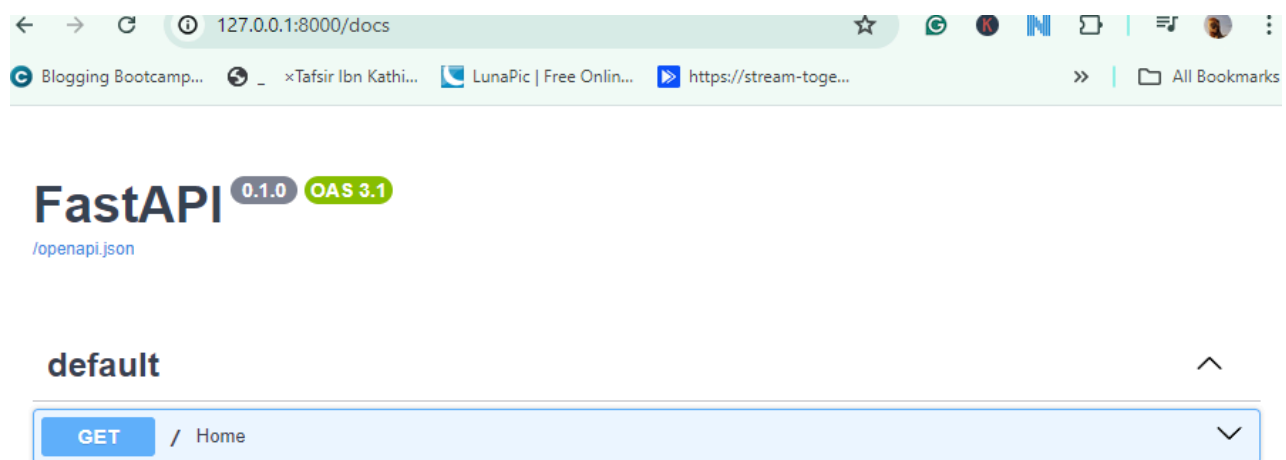 127.0.0.1:8000/docs
Blogging Bootcamp... _ ×Tafsir Ibn Kathi... LunaPic | Free Onlin... https://stream-toge... » All Bookmarks
FastAPI 0.1.0 OAS 3.1
/openapi.json
default
GET / Home